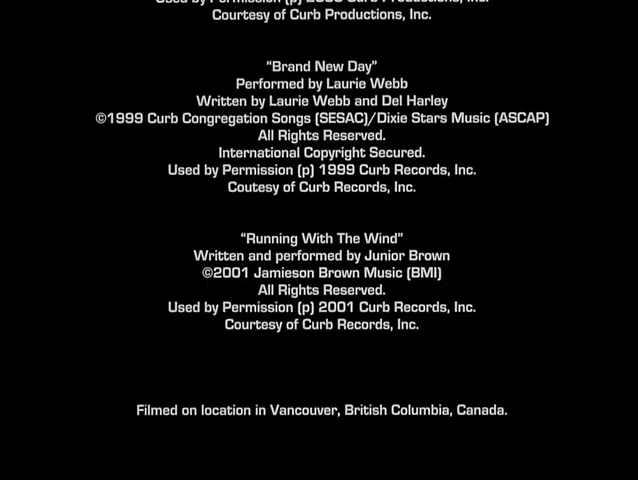 Courtesy of Curb Productions, Inc.
“Brand New Day”
Performed by Laurie Webb
Written by Laurie Webb and Del Harley
©1999 Curb Congregation Songs (SESAC)/Dixie Stars Music (ASCAP)
All Rights Reserved.
International Copyright Secured.
Used by Permission (p) 1999 Curb Records, Inc.
Coutesy of Curb Records, Inc.
“Running With The Wind”
Written and performed by Junior Brown
©2001 Jamieson Brown Music (BMI)
All Rights Reserved.
Used by Permission (p) 2001 Curb Records, Inc.
Courtesy of Curb Records, Inc.
Filmed on location in Vancouver, British Columbia, Canada.